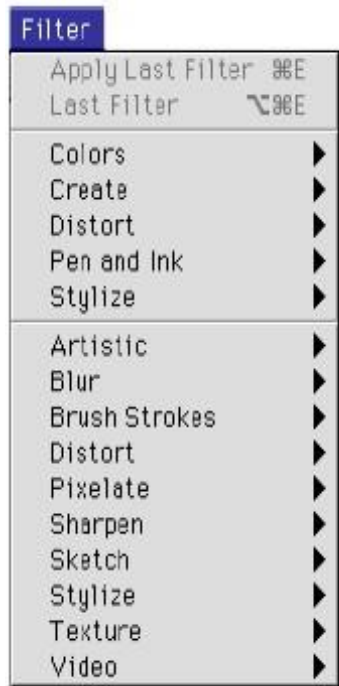 Filter
Apply Last Filter ⌘E
Last Filter ⌥⌘E
Colors
Create
Distort
Pen and Ink
Stylize
Artistic
Blur
Brush Strokes
Distort
Pixelate
Sharpen
Sketch
Stylize
Texture
Video